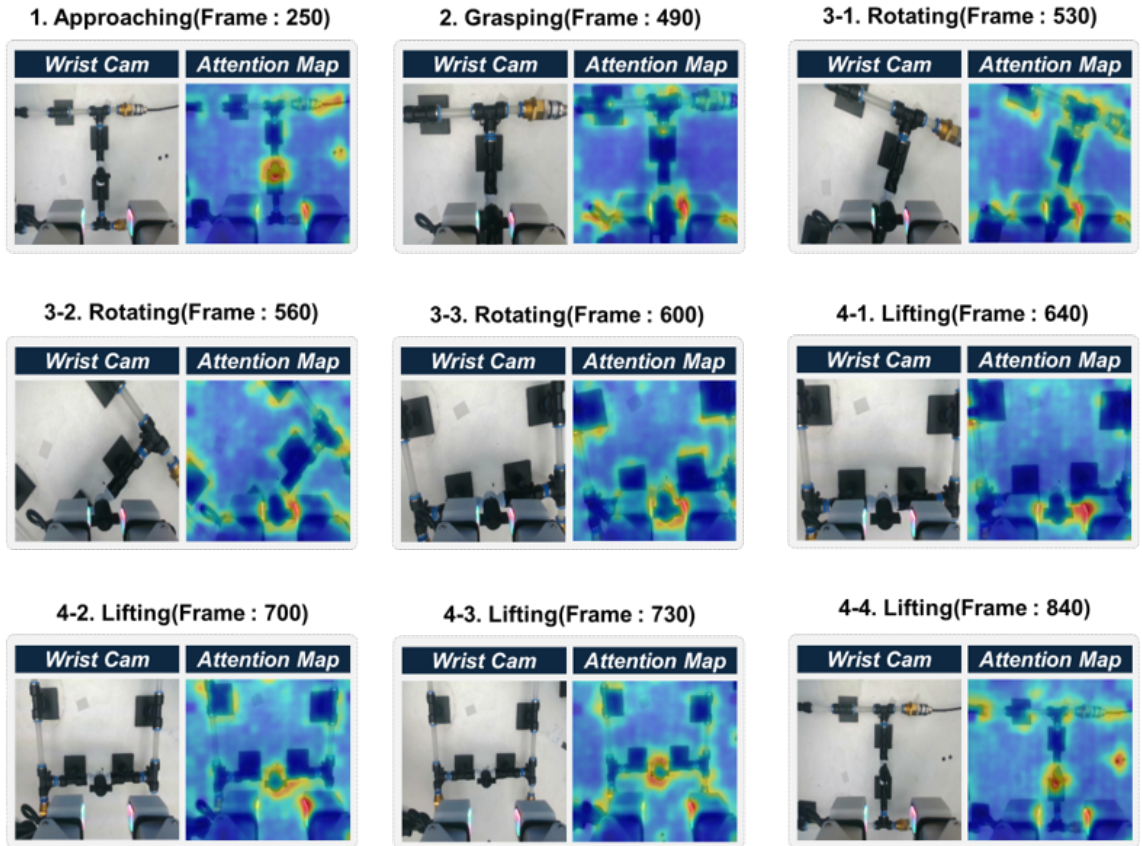 1. Approaching(Frame : 250)
Wrist Cam
Attention Map
2. Grasping(Frame : 490)
Wrist Cam
Attention Map
3-1. Rotating(Frame : 530)
Wrist Cam
Attention Map
3-2. Rotating(Frame : 560)
Wrist Cam
Attention Map
3-3. Rotating(Frame : 600)
Wrist Cam
Attention Map
4-1. Lifting(Frame : 640)
Wrist Cam
Attention Map
4-2. Lifting(Frame : 700)
Wrist Cam
Attention Map
4-3. Lifting(Frame : 730)
Wrist Cam
Attention Map
4-4. Lifting(Frame : 840)
Wrist Cam
Attention Map